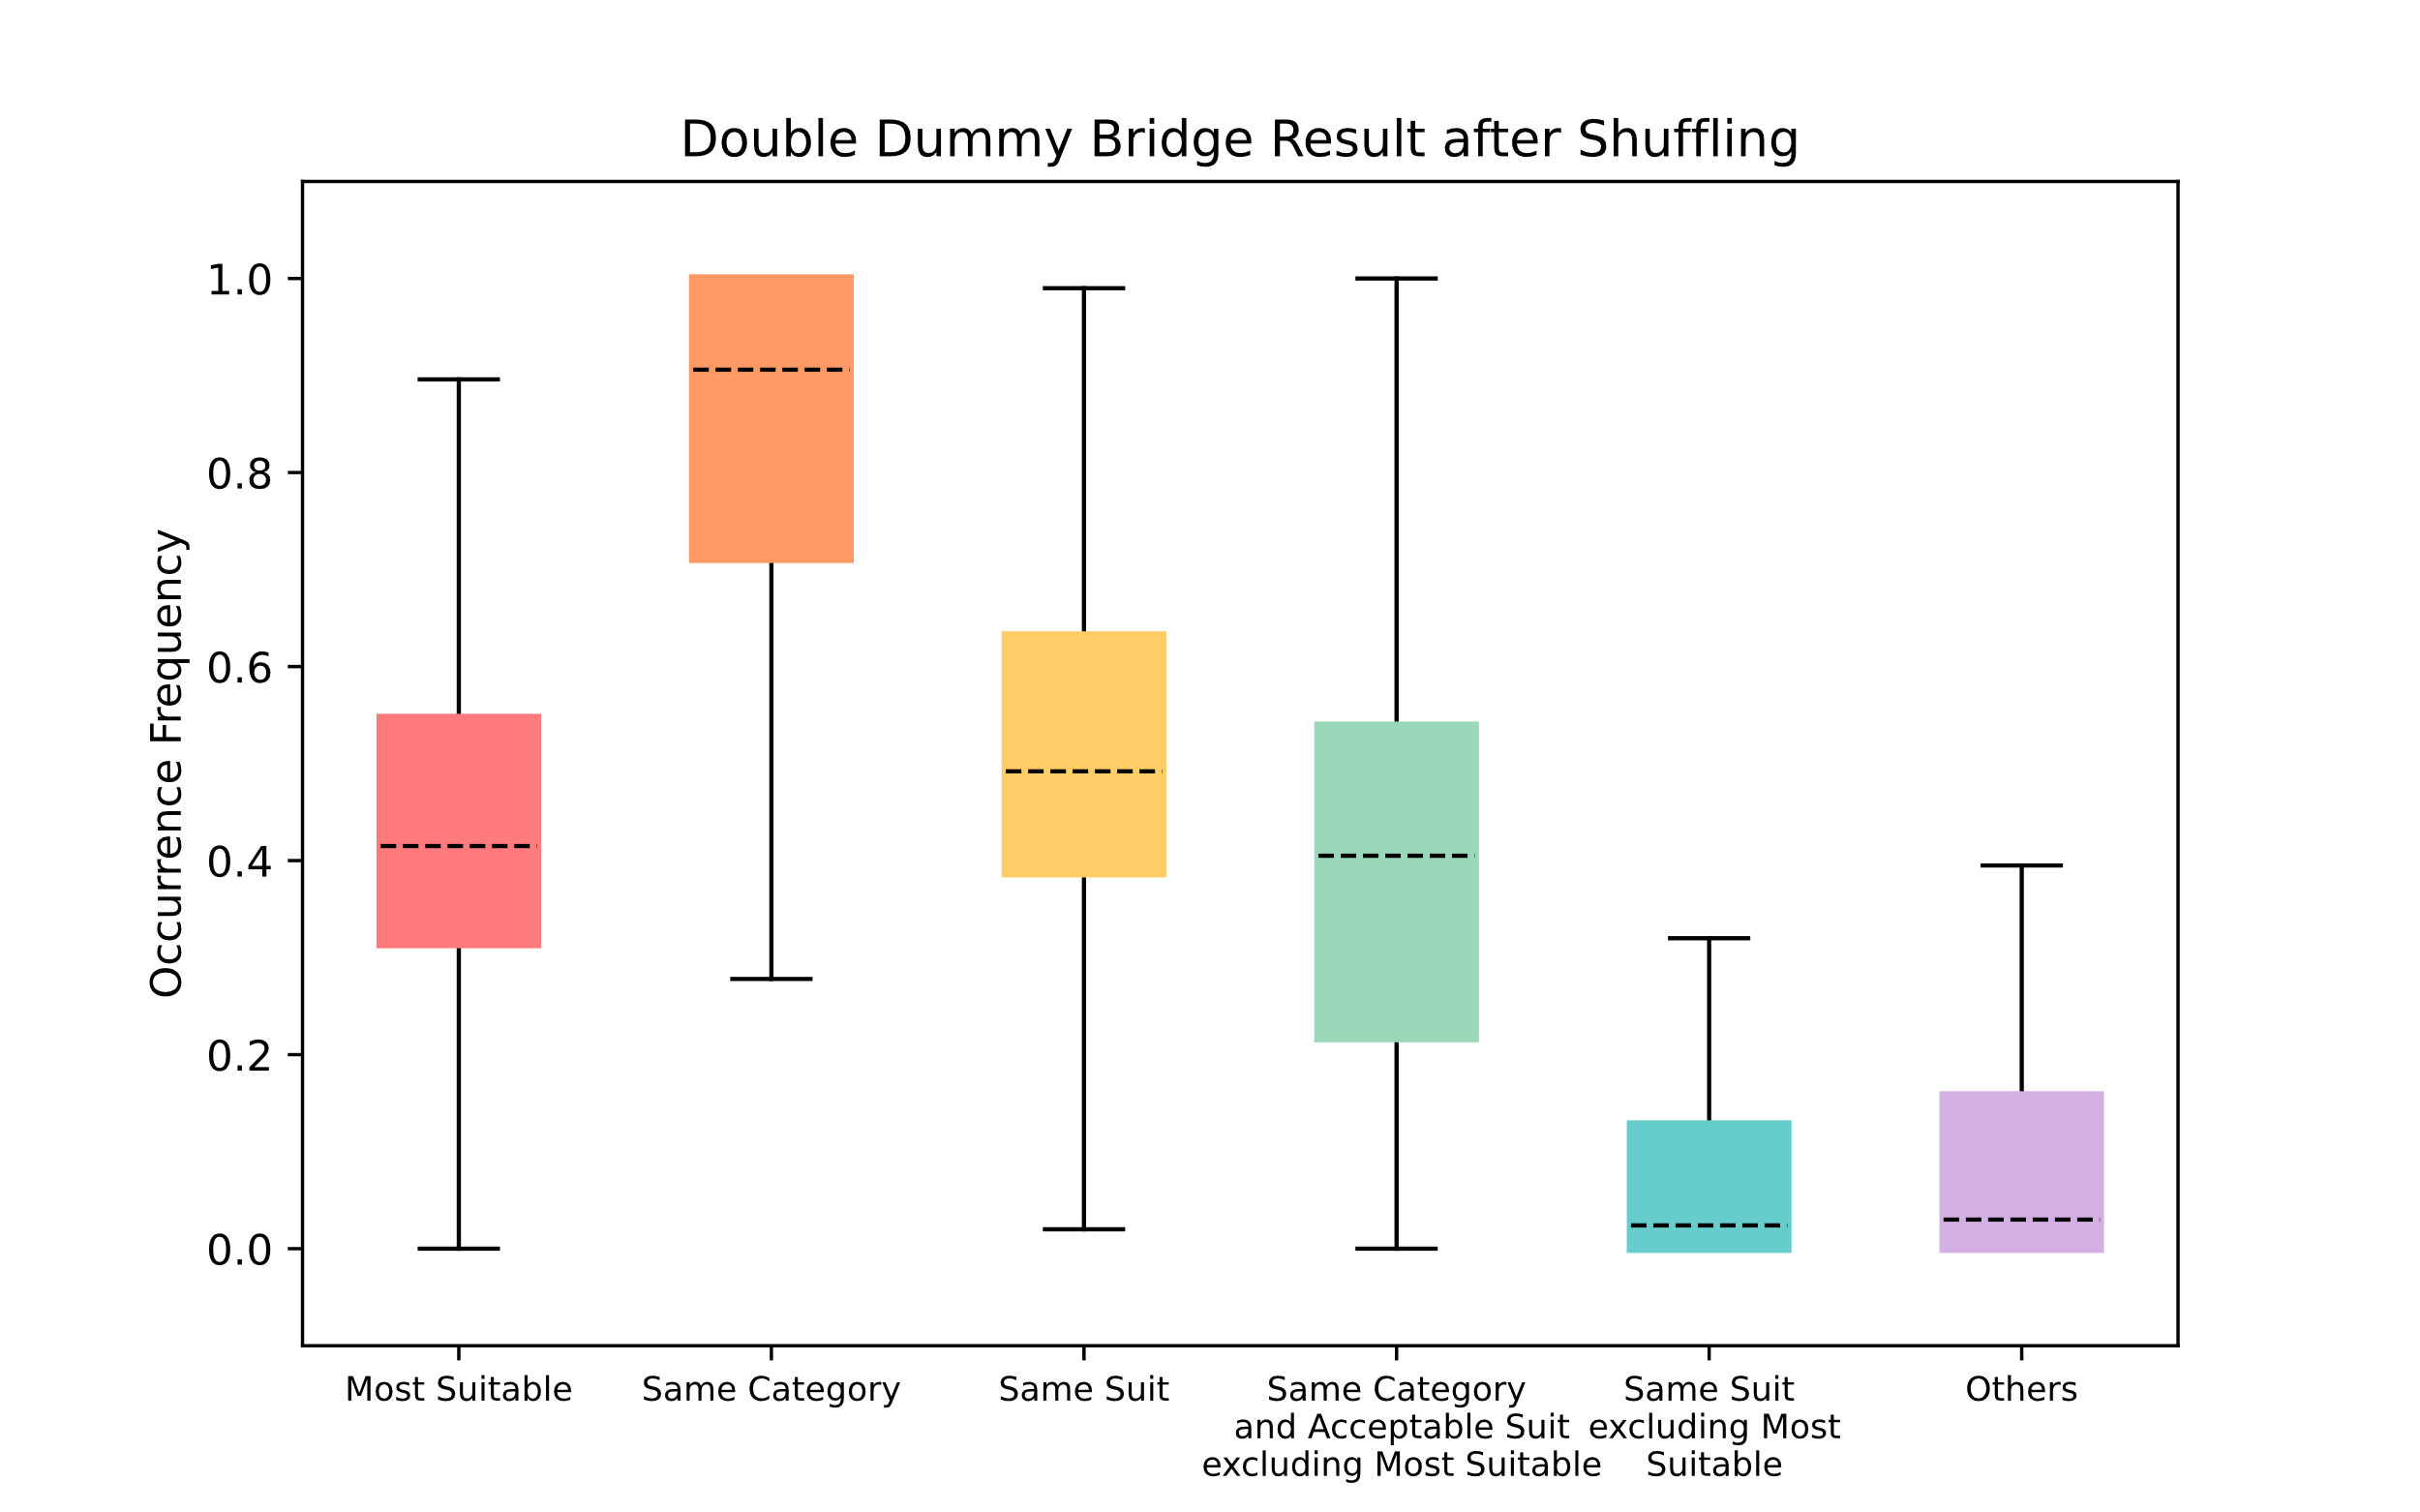 Double Dummy Bridge Result after Shuffling
Occurrence Frequency
1.0
0.8
0.6
0.4
0.2
0.0
Most Suitable
Same Category
Same Suit
Same Category
and Acceptable Suit
excluding Most Suitable
Same Suit
excluding Most
Suitable
Others